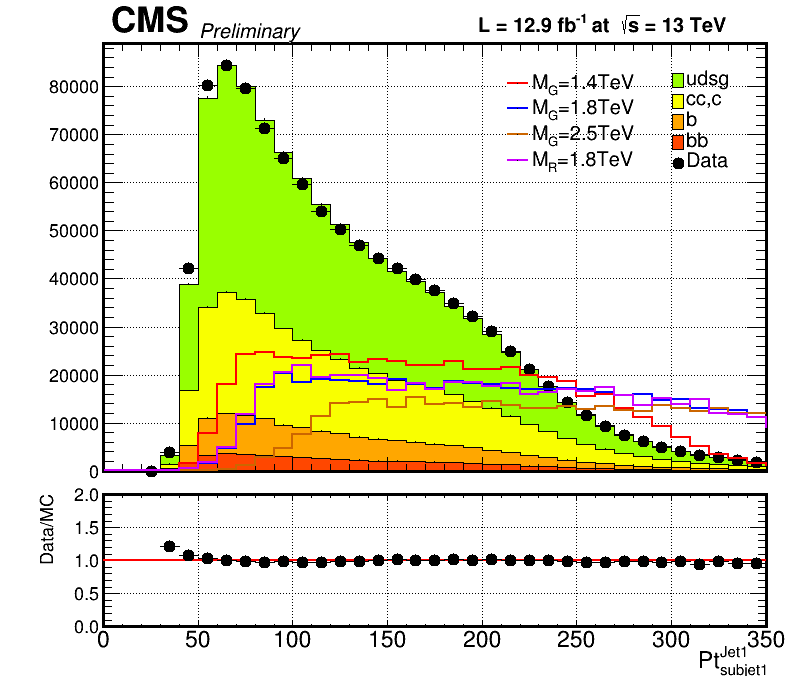 CMS Preliminary L = 12.9 fb⁻¹ at √s = 13 TeV
80000
70000
60000
50000
40000
30000
20000
10000
0
M_G=1.4TeV
M_G=1.8TeV
M_G=2.5TeV
M_R=1.8TeV
udsg
cc,c
b
bb
Data
Data/MC
2.0
1.5
1.0
0.5
0.0
0 50 100 150 200 250 300 350
Pt^Jet1_subjet1